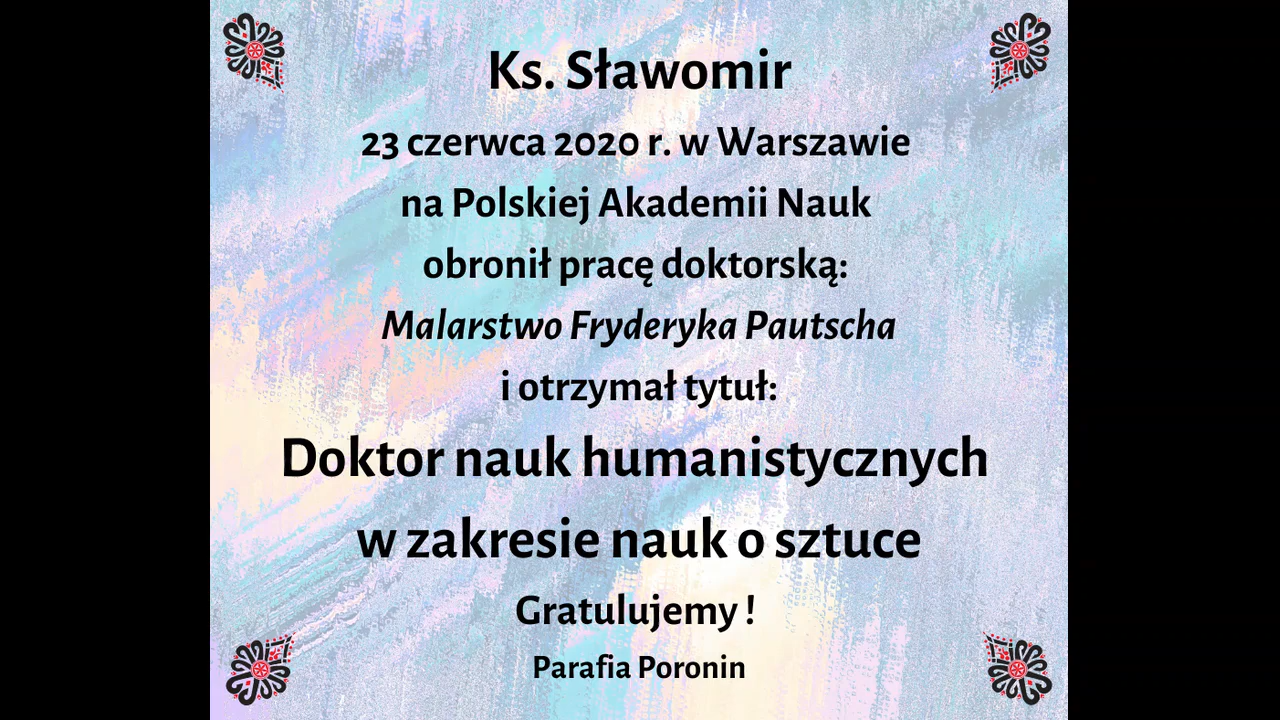 Ks. Sławomir
23 czerwca 2020 r. w Warszawie
na Polskiej Akademii Nauk
obronił pracę doktorską:
Malarstwo Fryderyka Pautscha
i otrzymał tytuł:
Doktor nauk humanistycznych
w zakresie nauk o sztuce
Gratulujemy !
Parafia Poronin